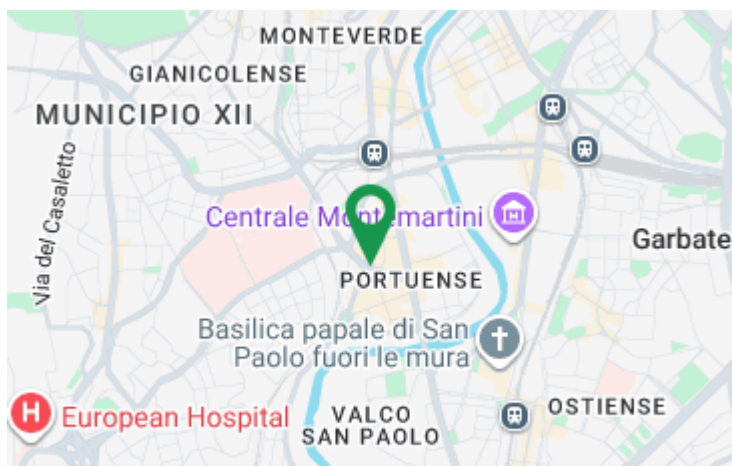 MONTEVERDE
GIANICOLENSE
MUNICIPIO XII
Via del Casaletto
Centrale Montemartini
Garbate
PORTUENSE
Basilica papale di San
Paolo fuori le mura
H
European Hospital
VALCO
SAN PAOLO
OSTIENSE